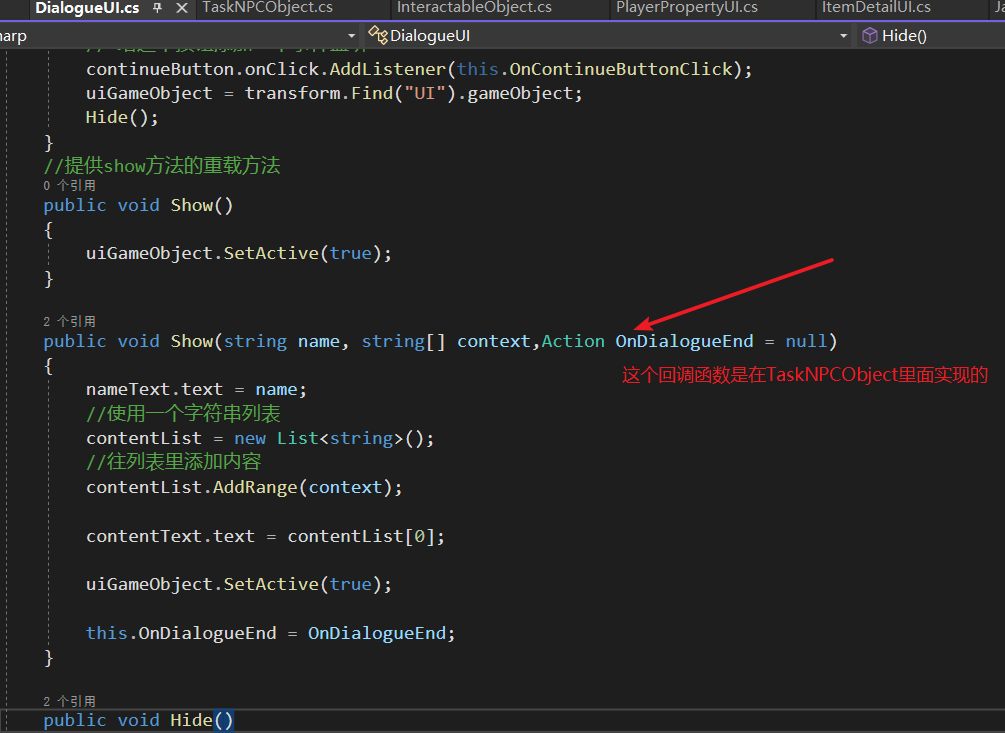 DialogueUI.cs TaskNPCObject.cs InteractableObject.cs PlayerPropertyUI.cs ItemDetailUI.cs
harp DialogueUI Hide()
continueButton.onClick.AddListener(this.OnContinueButtonClick);
uiGameObject = transform.Find("UI").gameObject;
Hide();
}
//提供show方法的重载方法
0 个引用
public void Show()
{
uiGameObject.SetActive(true);
}
2 个引用
public void Show(string name, string[] context,Action OnDialogueEnd = null)
{
这个回调函数是在TaskNPCObject里面实现的
nameText.text = name;
//使用一个字符串列表
contentList = new List<string>();
//往列表里添加内容
contentList.AddRange(context);
contentText.text = contentList[0];
uiGameObject.SetActive(true);
this.OnDialogueEnd = OnDialogueEnd;
}
2 个引用
public void Hide()